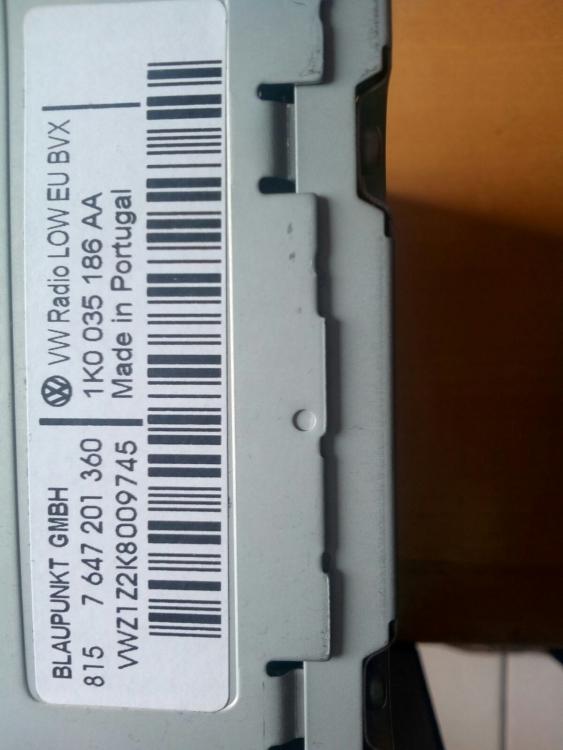 BLAUPUNKT GMBH
815 7 647 201 360
VWZ1Z2K8009745
VW Radio LOW EU BVX
1K0 035 186 AA
Made in Portugal